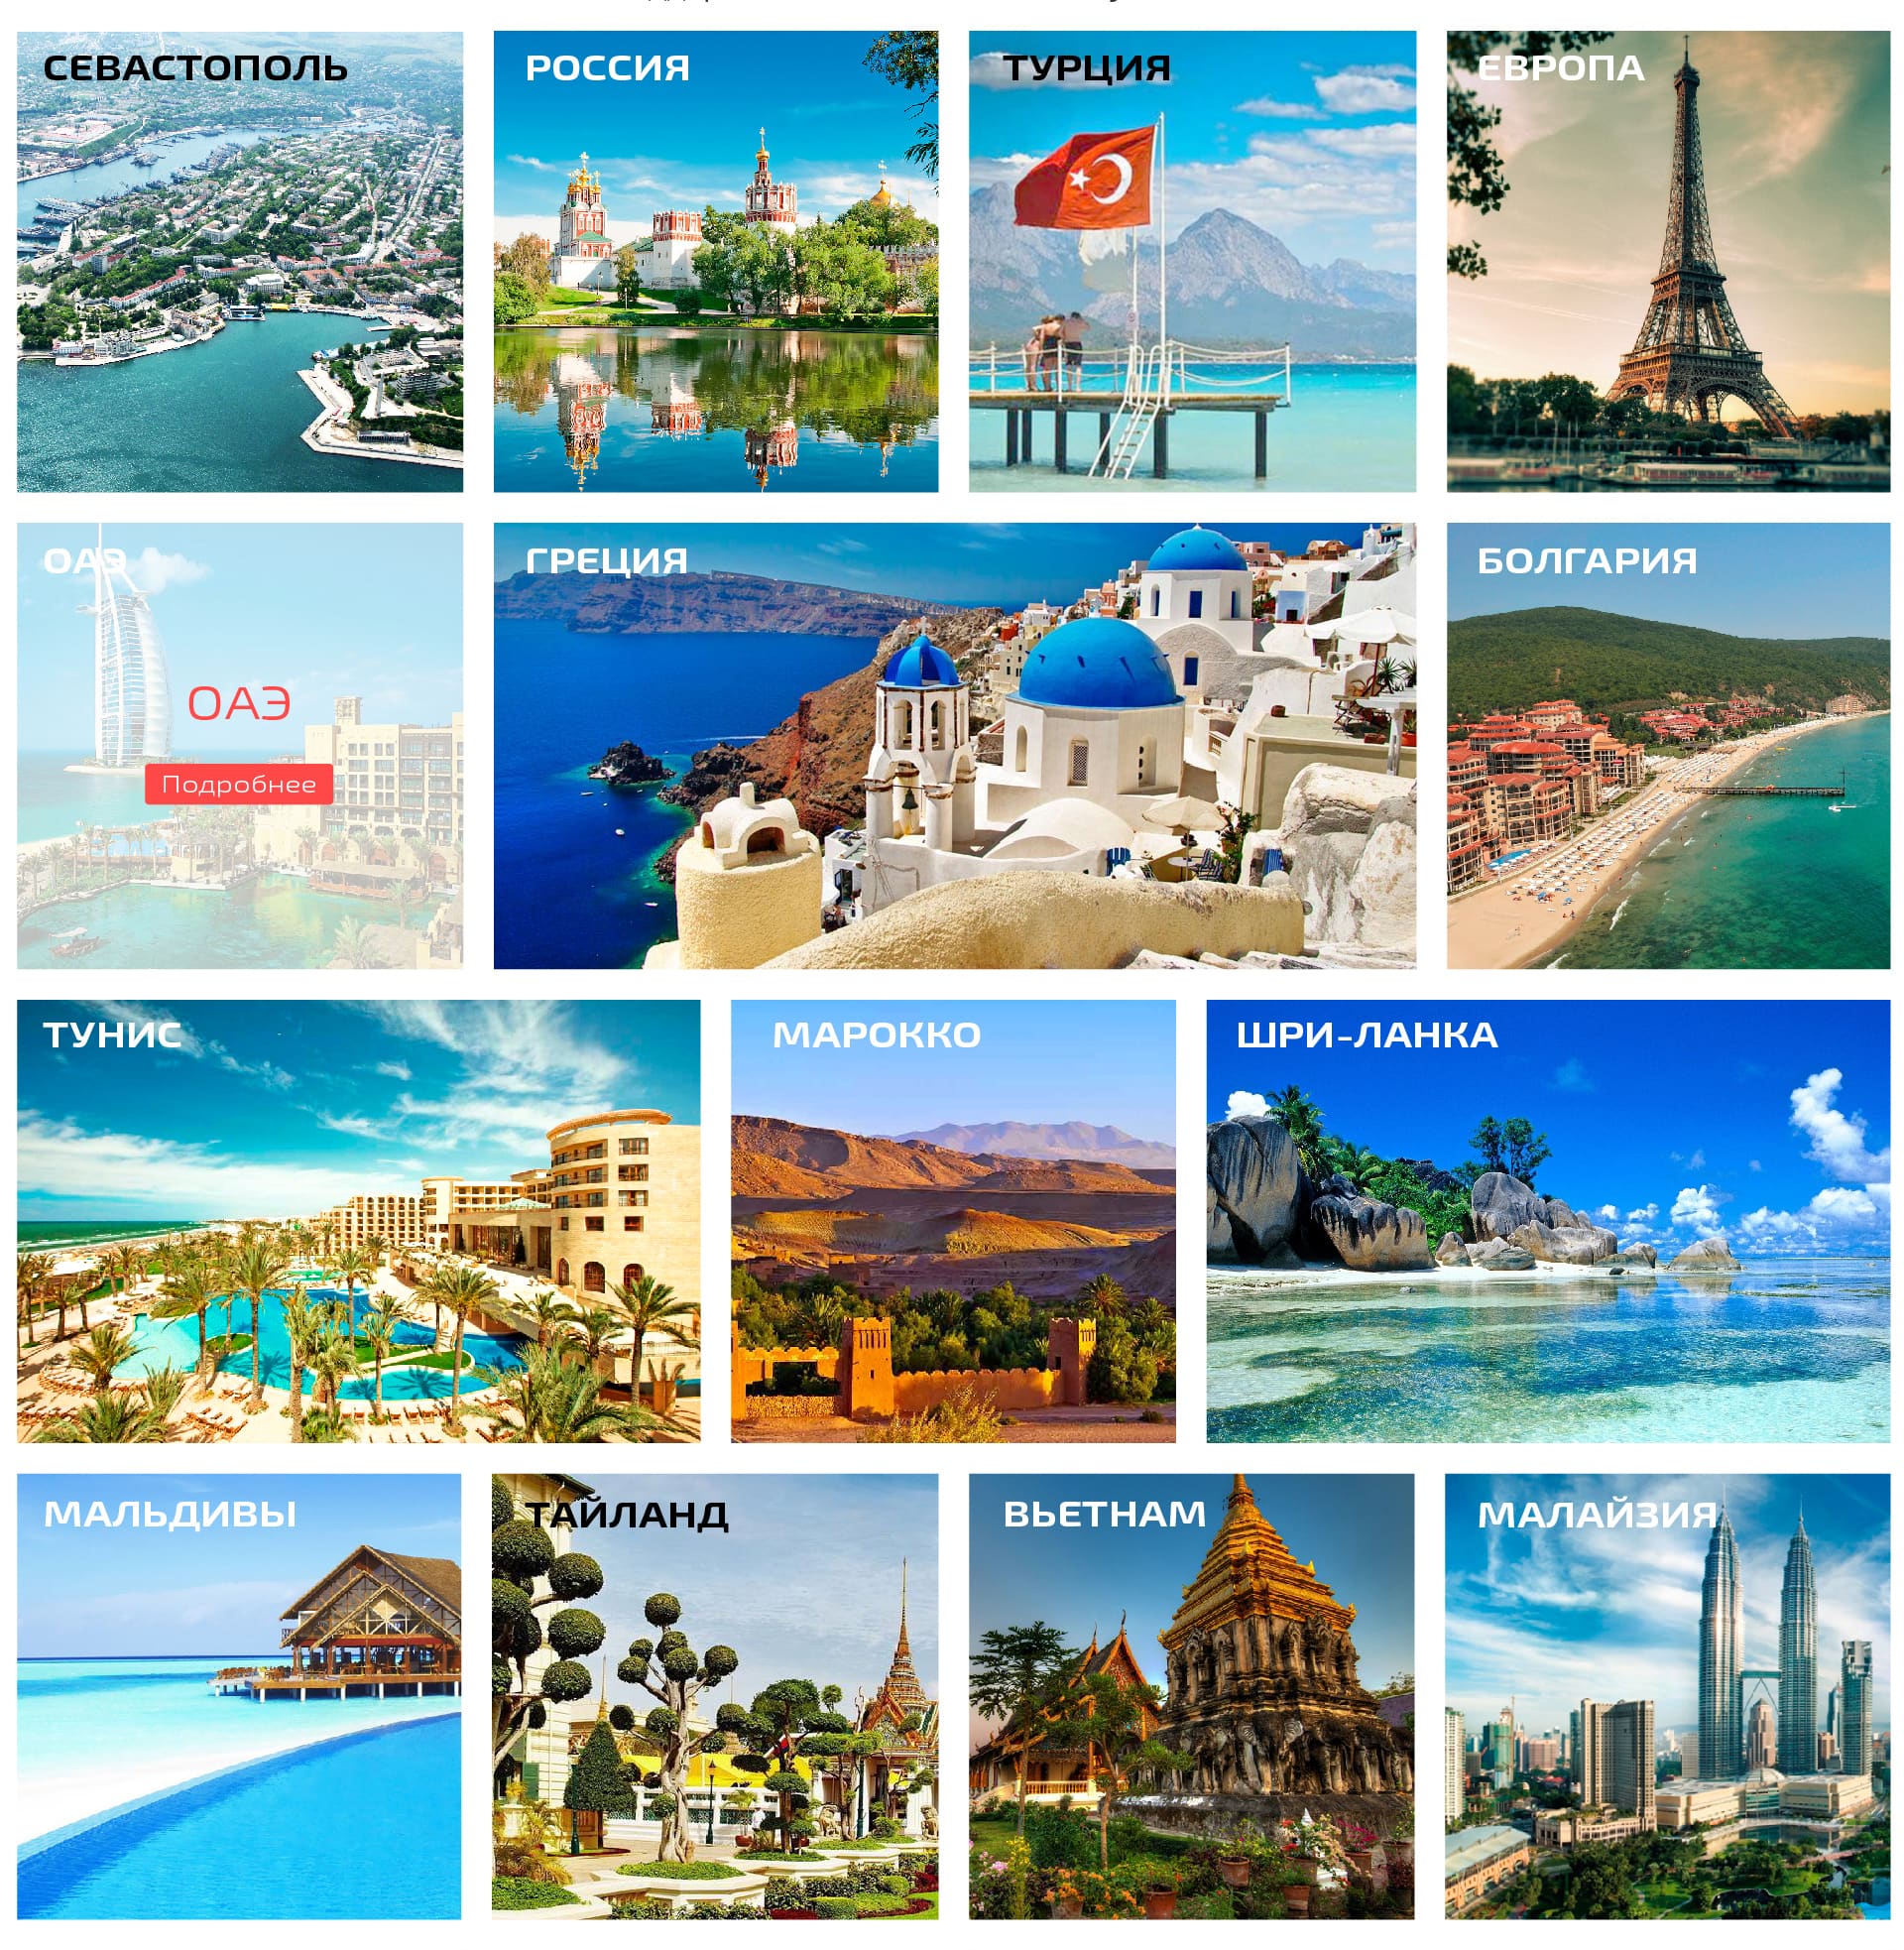 СЕВАСТОПОЛЬ
РОССИЯ
ТУРЦИЯ
ЕВРОПА
ОАЭ
ОАЭ
Подробнее
ГРЕЦИЯ
БОЛГАРИЯ
ТУНИС
МАРОККО
ШРИ-ЛАНКА
МАЛЬДИВЫ
ТАЙЛАНД
ВЬЕТНАМ
МАЛАЙЗИЯ